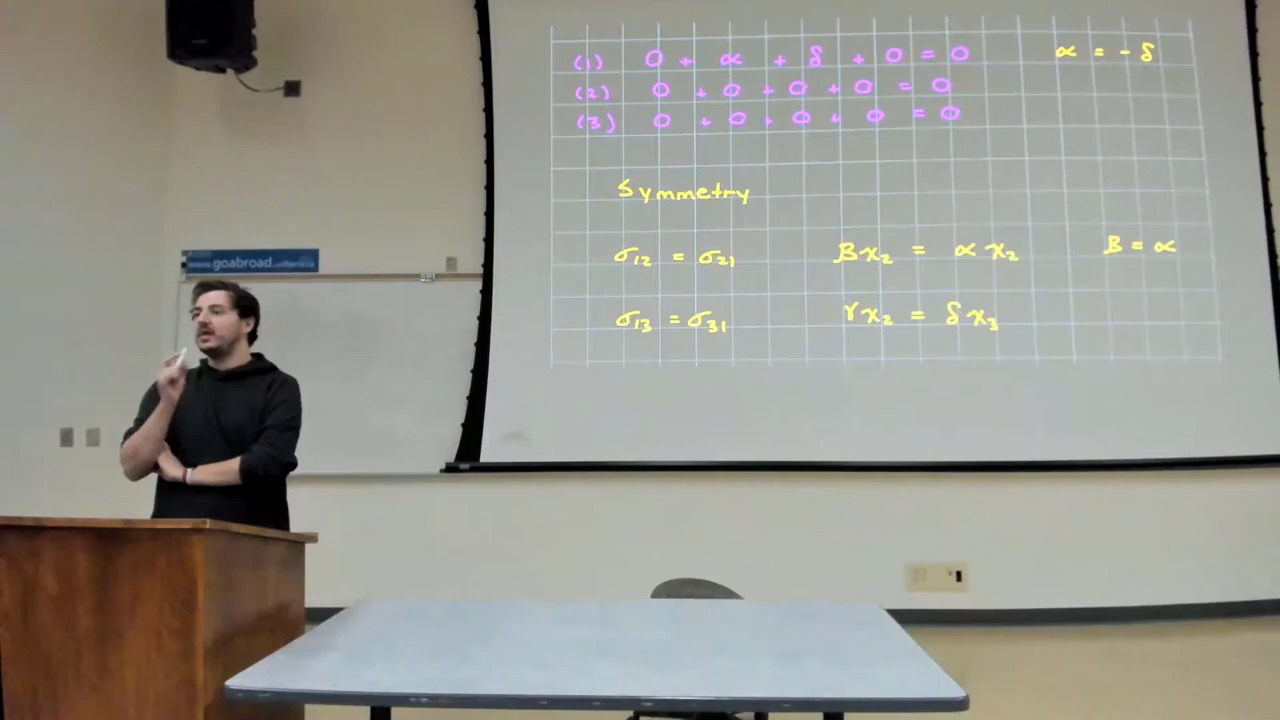 (1) 0 + α + δ + 0 = 0 α = - δ
(2) 0 + 0 + 0 + 0 = 0
(3) 0 + 0 + 0 + 0 = 0
Symmetry
σ12 = σ21 βx2 = αx2 β = α
σ13 = σ31 γx2 = δx3
goabroad